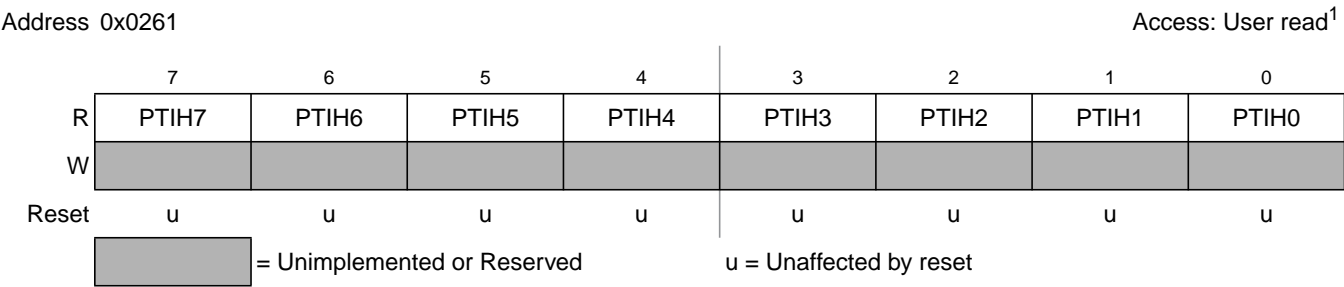 Address 0x0261 Access: User read1
7 6 5 4 3 2 1 0
R PTIH7 PTIH6 PTIH5 PTIH4 PTIH3 PTIH2 PTIH1 PTIH0
W
Reset u u u u u u u u
= Unimplemented or Reserved u = Unaffected by reset